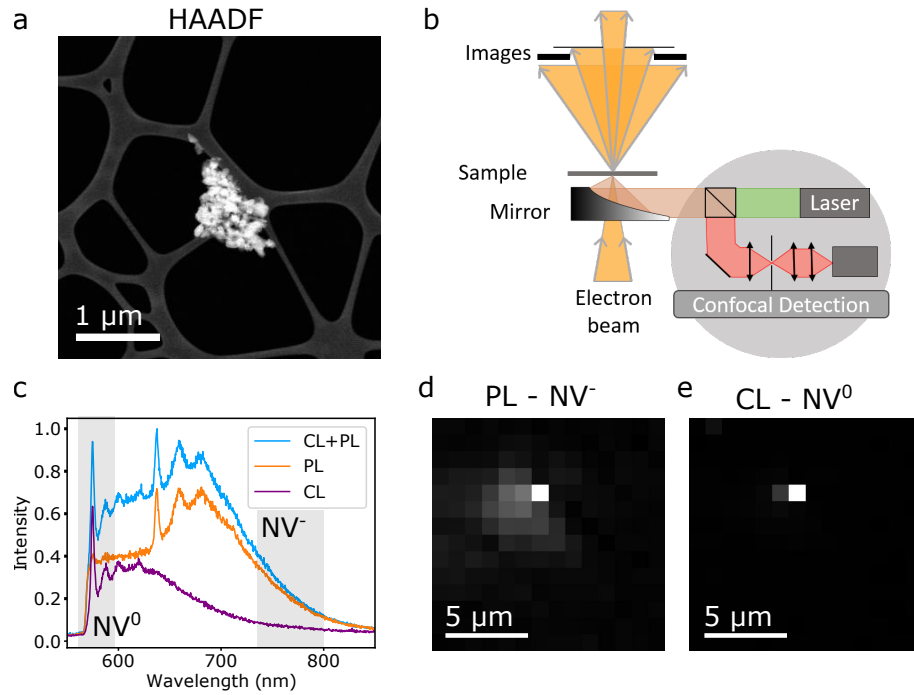 a
HAADF
1 μm
b
Images
Sample
Mirror
Laser
Electron
beam
Confocal Detection
c
CL+PL
PL
CL
NV⁰
NV⁻
Intensity
0.0
0.2
0.4
0.6
0.8
1.0
600
700
800
Wavelength (nm)
d
PL - NV⁻
5 μm
e
CL - NV⁰
5 μm